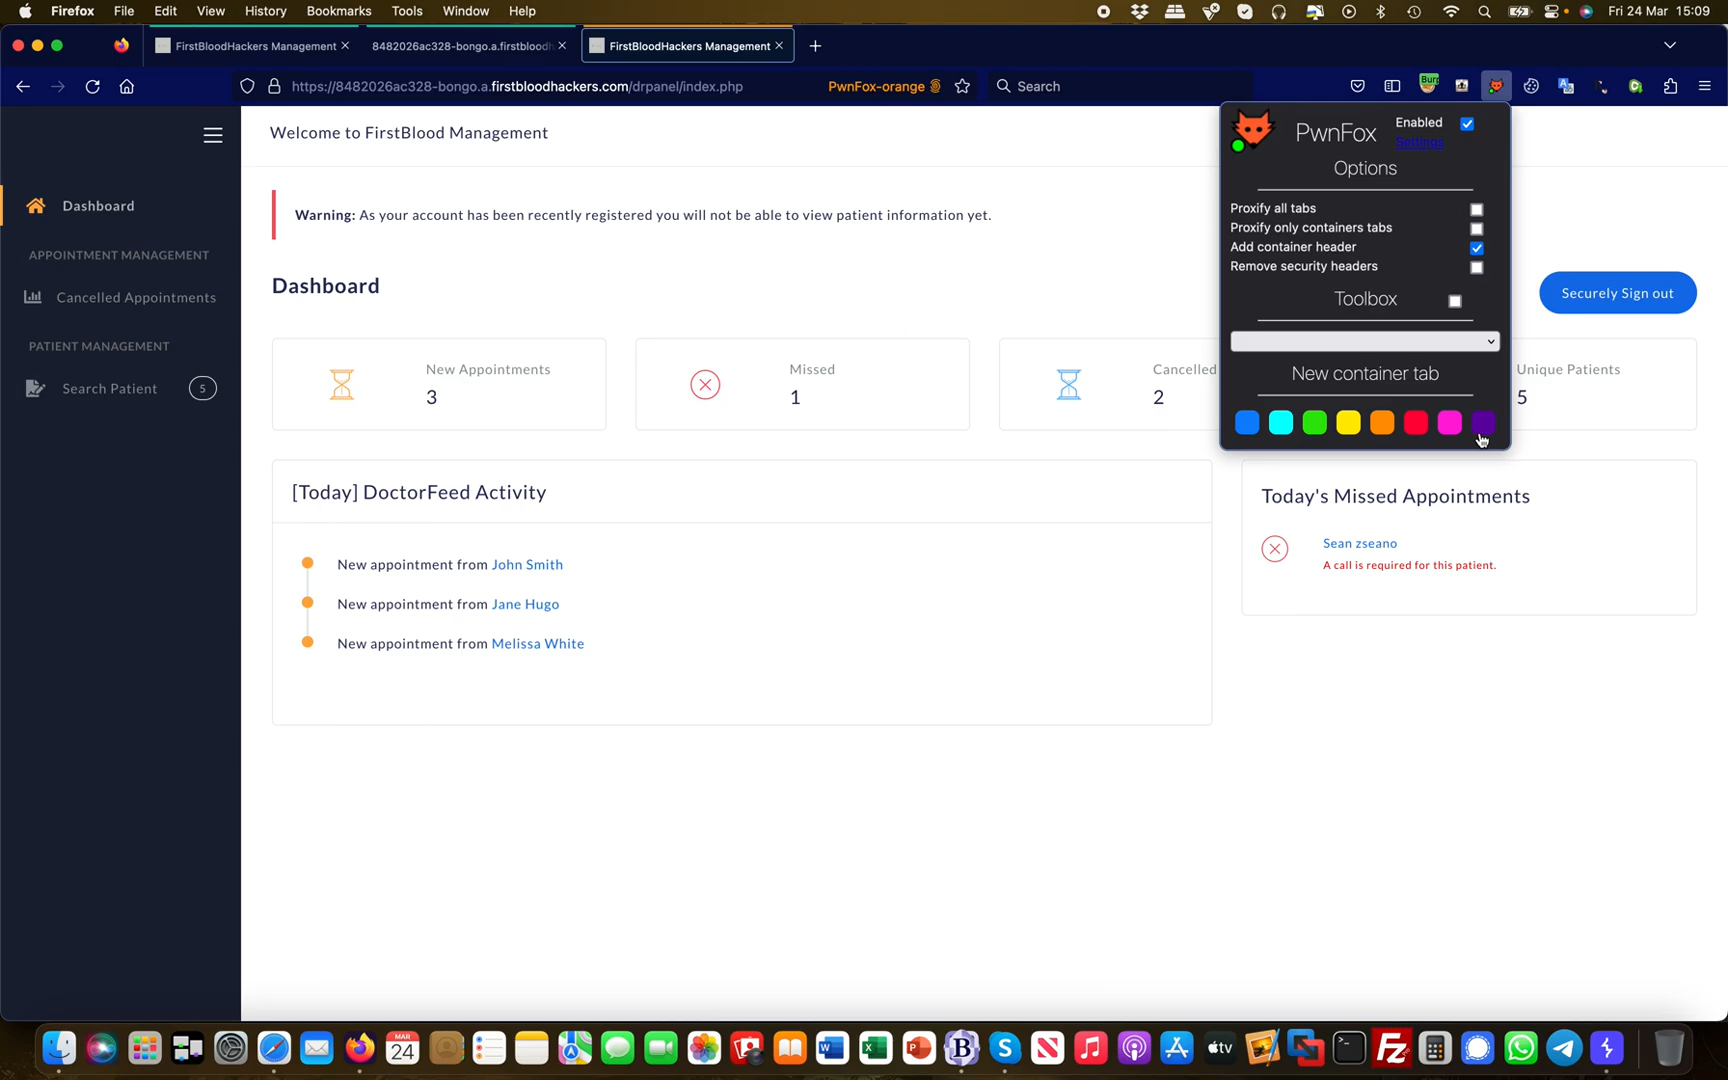 Firefox File Edit View History Bookmarks Tools Window Help
Fri 24 Mar 15:09
FirstBloodHackers Management
8482026ac328-bongo.a.firstblood
FirstBloodHackers Management
https://8482026ac328-bongo.a.firstbloodhackers.com/drpanel/index.php
PwnFox-orange
Search
Burp
Welcome to FirstBlood Management
Dashboard
APPOINTMENT MANAGEMENT
Cancelled Appointments
PATIENT MANAGEMENT
Search Patient 5
Warning: As your account has been recently registered you will not be able to view patient information yet.
Dashboard
Securely Sign out
New Appointments
3
Missed
1
Cancelled
2
Unique Patients
5
[Today] DoctorFeed Activity
New appointment from John Smith
New appointment from Jane Hugo
New appointment from Melissa White
Today's Missed Appointments
Sean zseano
A call is required for this patient.
PwnFox
Enabled
Settings
Options
Proxify all tabs
Proxify only containers tabs
Add container header
Remove security headers
Toolbox
New container tab
MAR
24
tv